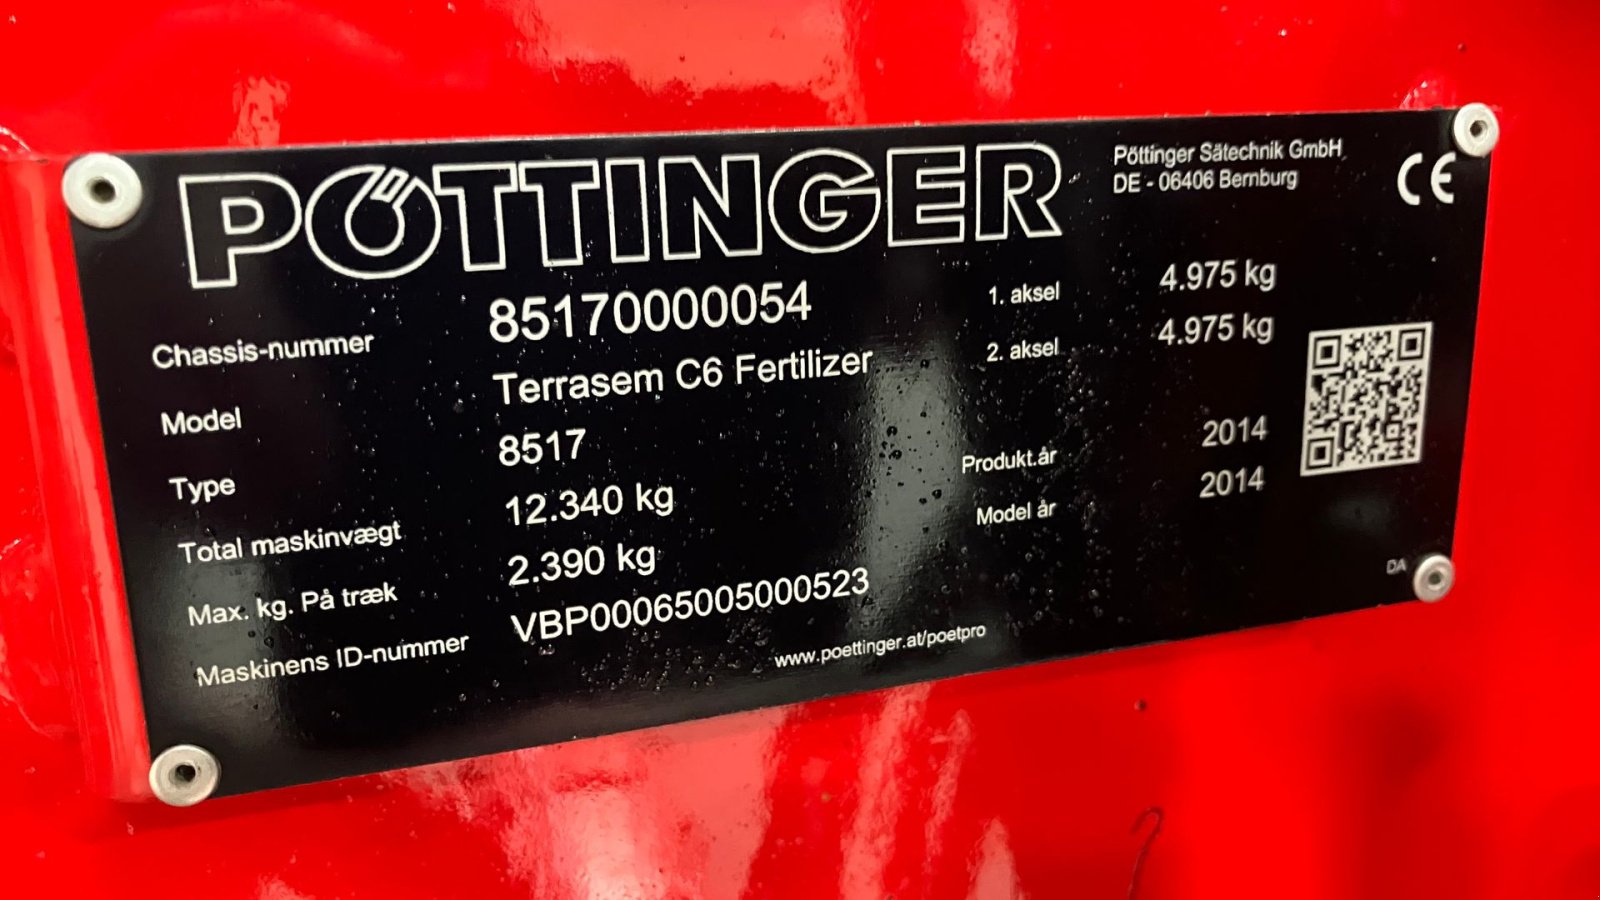 PÖTTINGER
Pöttinger Sätechnik GmbH
DE - 06406 Bernburg
CE
Chassis-nummer 85170000054
Model Terrasem C6 Fertilizer
Type 8517
Total maskinvægt 12.340 kg
Max. kg. På træk 2.390 kg
Maskinens ID-nummer VBP00065005000523
1. aksel 4.975 kg
2. aksel 4.975 kg
Produkt.år 2014
Model år 2014
www.poettinger.at/poetpro
DA